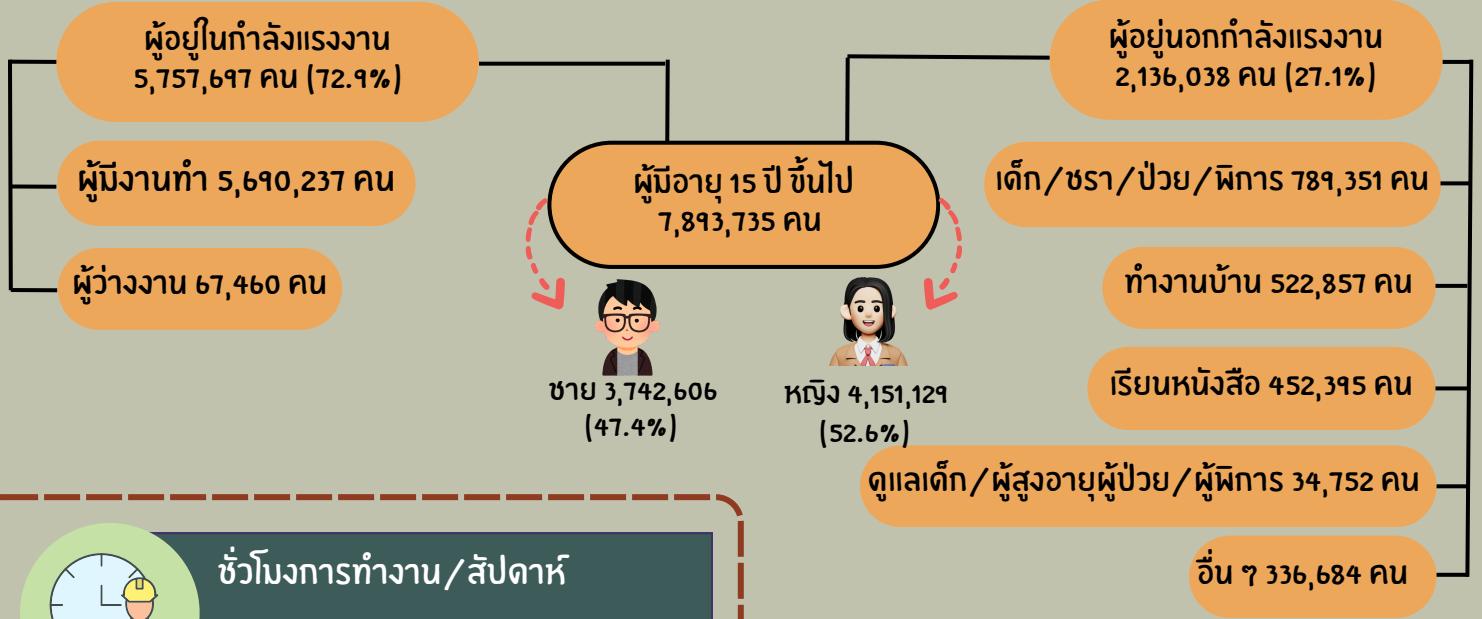 ผู้อยู่ในกำลังแรงงาน
5,757,697 คน (72.9%)
ผู้มีงานทำ 5,690,237 คน
ผู้ว่างงาน 67,460 คน
ผู้มีอายุ 15 ปี ขึ้นไป
7,893,735 คน
ชาย 3,742,606
(47.4%)
หญิง 4,151,129
(52.6%)
ผู้อยู่นอกกำลังแรงงาน
2,136,038 คน (27.1%)
เด็ก/ชรา/ป่วย/พิการ 789,351 คน
ทำงานบ้าน 522,857 คน
เรียนหนังสือ 452,395 คน
ดูแลเด็ก/ผู้สูงอายุผู้ป่วย/ผู้พิการ 34,752 คน
อื่น ๆ 336,684 คน
ชั่วโมงการทำงาน/สัปดาห์